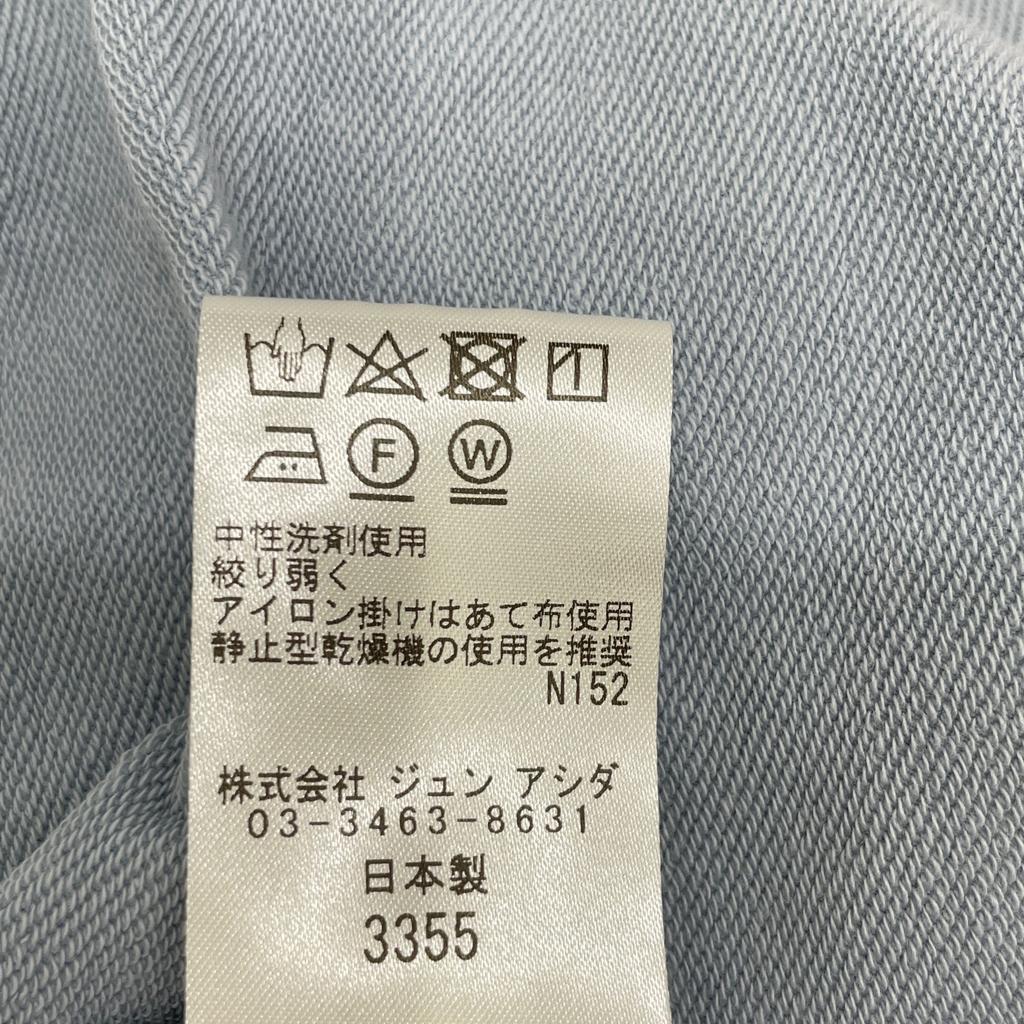 F W
中性洗剤使用
絞り弱く
アイロン掛けはあて布使用
静止型乾燥機の使用を推奨
N152
株式会社 ジュン アシダ
03-3463-8631
日本製
3355